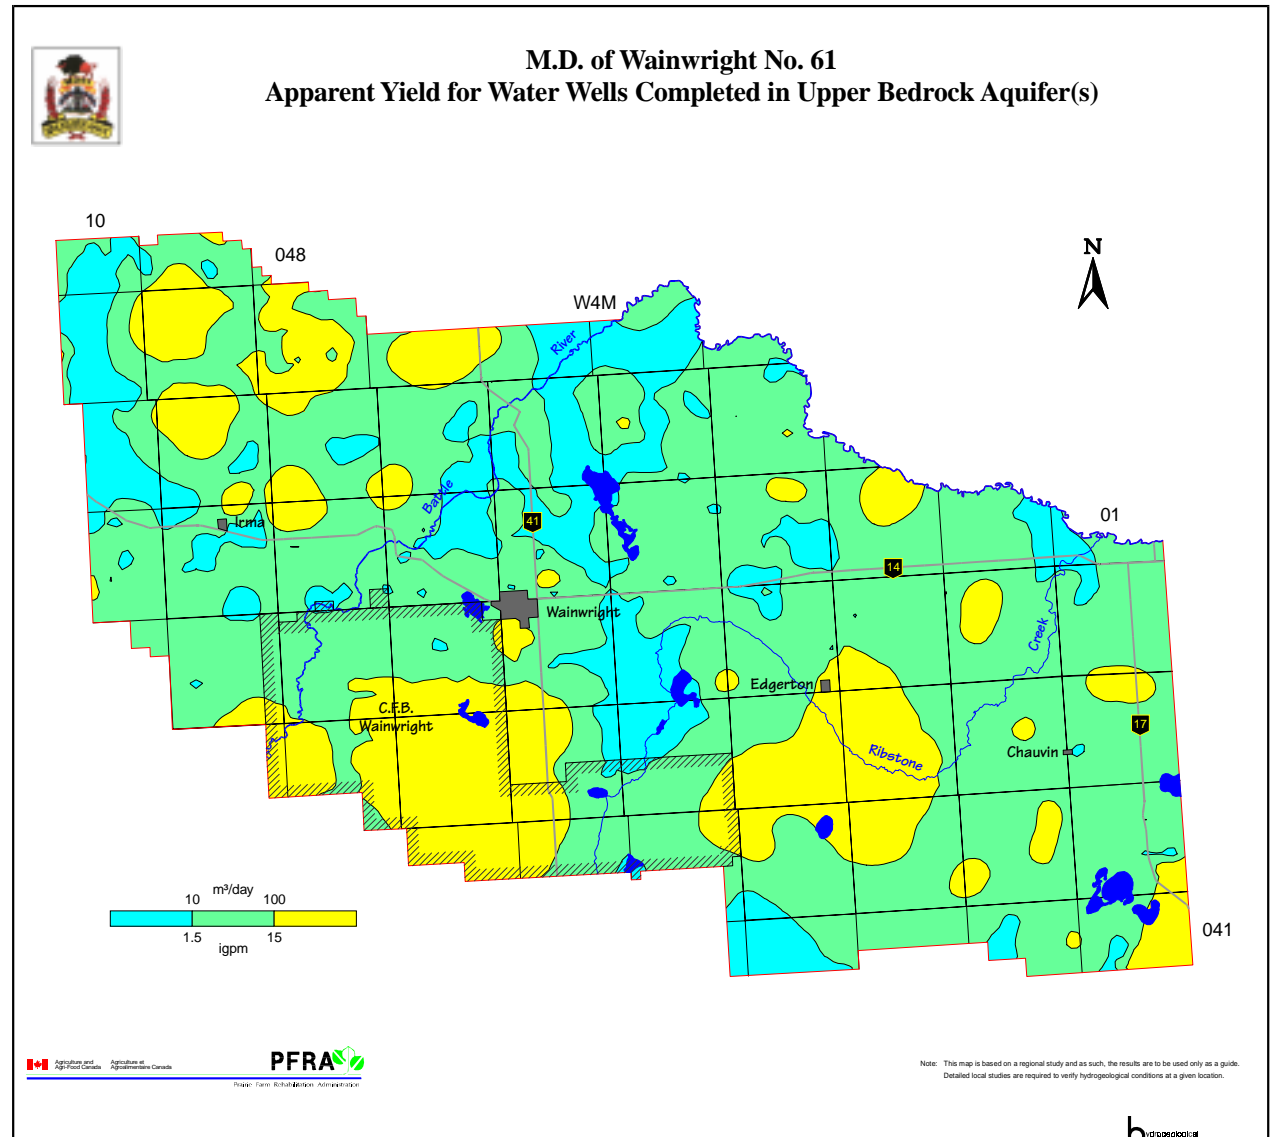 M.D. of Wainwright No. 61
Apparent Yield for Water Wells Completed in Upper Bedrock Aquifer(s)
10
048
W4M
N
River
Battle
01
Irma
41
14
Wainwright
Creek
Edgerton
C.F.B.
Wainwright
17
Chauvin
Ribstone
m³/day
10
100
1.5
15
igpm
041
Agriculture and
Agri-Food Canada
Agriculture et
Agroalimentaire Canada
PFRA
Prairie Farm Rehabilitation Administration
Note: This map is based on a regional study and as such, the results are to be used only as a guide.
Detailed local studies are required to verify hydrogeological conditions at a given location.
hydrogeological